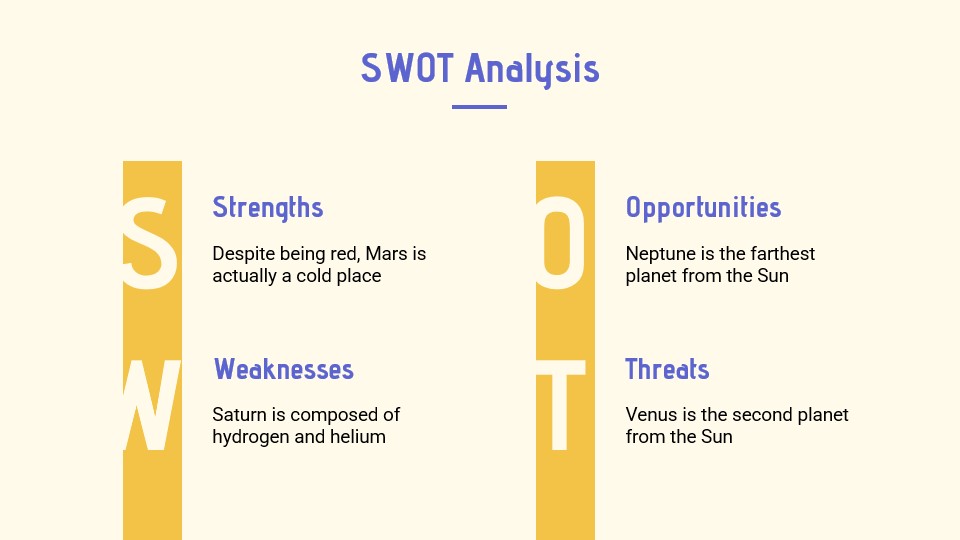 SWOT Analysis
S
Strengths
Despite being red, Mars is
actually a cold place
W
Weaknesses
Saturn is composed of
hydrogen and helium
O
Opportunities
Neptune is the farthest
planet from the Sun
T
Threats
Venus is the second planet
from the Sun